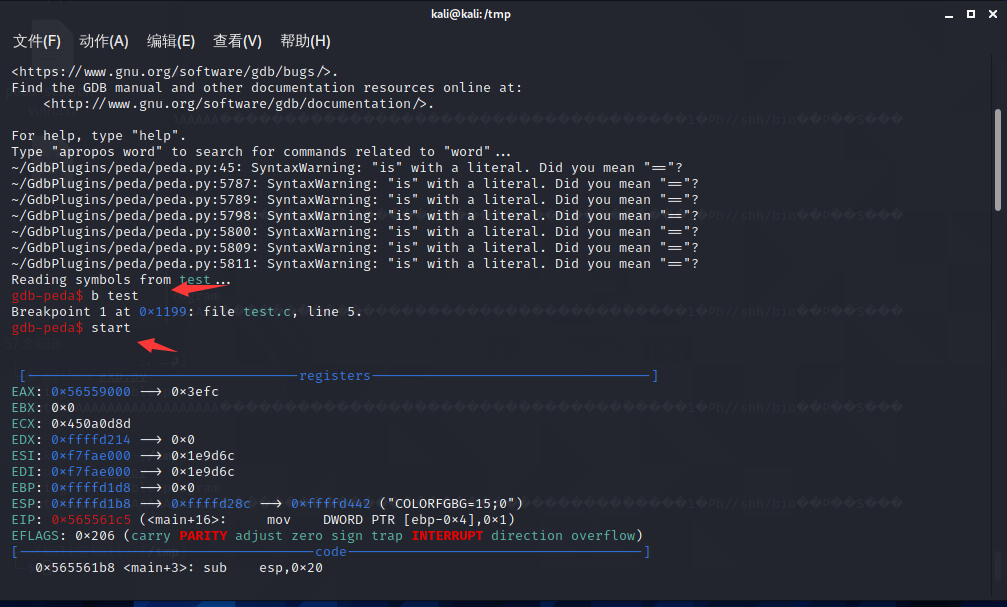 kali@kali: /tmp
文件(F) 动作(A) 编辑(E) 查看(V) 帮助(H)
<https://www.gnu.org/software/gdb/bugs/>.
Find the GDB manual and other documentation resources online at:
    <http://www.gnu.org/software/gdb/documentation/>.
For help, type "help".
Type "apropos word" to search for commands related to "word"...
~/GdbPlugins/peda/peda.py:45: SyntaxWarning: "is" with a literal. Did you mean "=="?
~/GdbPlugins/peda/peda.py:5787: SyntaxWarning: "is" with a literal. Did you mean "=="?
~/GdbPlugins/peda/peda.py:5789: SyntaxWarning: "is" with a literal. Did you mean "=="?
~/GdbPlugins/peda/peda.py:5798: SyntaxWarning: "is" with a literal. Did you mean "=="?
~/GdbPlugins/peda/peda.py:5800: SyntaxWarning: "is" with a literal. Did you mean "=="?
~/GdbPlugins/peda/peda.py:5809: SyntaxWarning: "is" with a literal. Did you mean "=="?
~/GdbPlugins/peda/peda.py:5811: SyntaxWarning: "is" with a literal. Did you mean "=="?
Reading symbols from test...
gdb-peda$ b test
Breakpoint 1 at 0×1199: file test.c, line 5.
gdb-peda$ start
[----------------------------------registers-----------------------------------]
EAX: 0×56559000 --> 0×3efc
EBX: 0×0
ECX: 0×450a0d8d
EDX: 0×ffffd214 --> 0×0
ESI: 0×f7fae000 --> 0×1e9d6c
EDI: 0×f7fae000 --> 0×1e9d6c
EBP: 0×ffffd1d8 --> 0×0
ESP: 0×ffffd1b8 --> 0×ffffd28c --> 0×ffffd442 ("COLORFGBG=15;0")
EIP: 0×565561c5 (<main+16>:     mov    DWORD PTR [ebp-0×4],0×1)
EFLAGS: 0×206 (carry PARITY adjust zero sign trap INTERRUPT direction overflow)
[-------------------------------------code-------------------------------------]
   0×565561b8 <main+3>: sub    esp,0×20